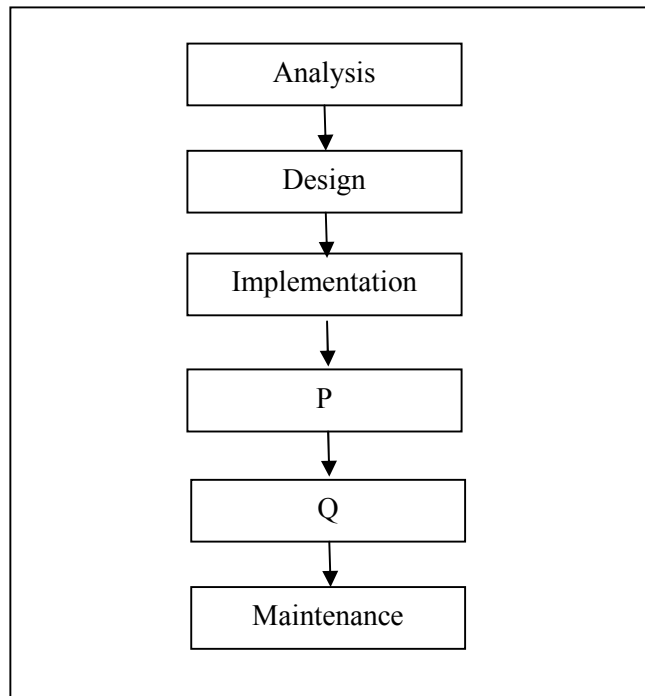 Analysis
Design
Implementation
P
Q
Maintenance